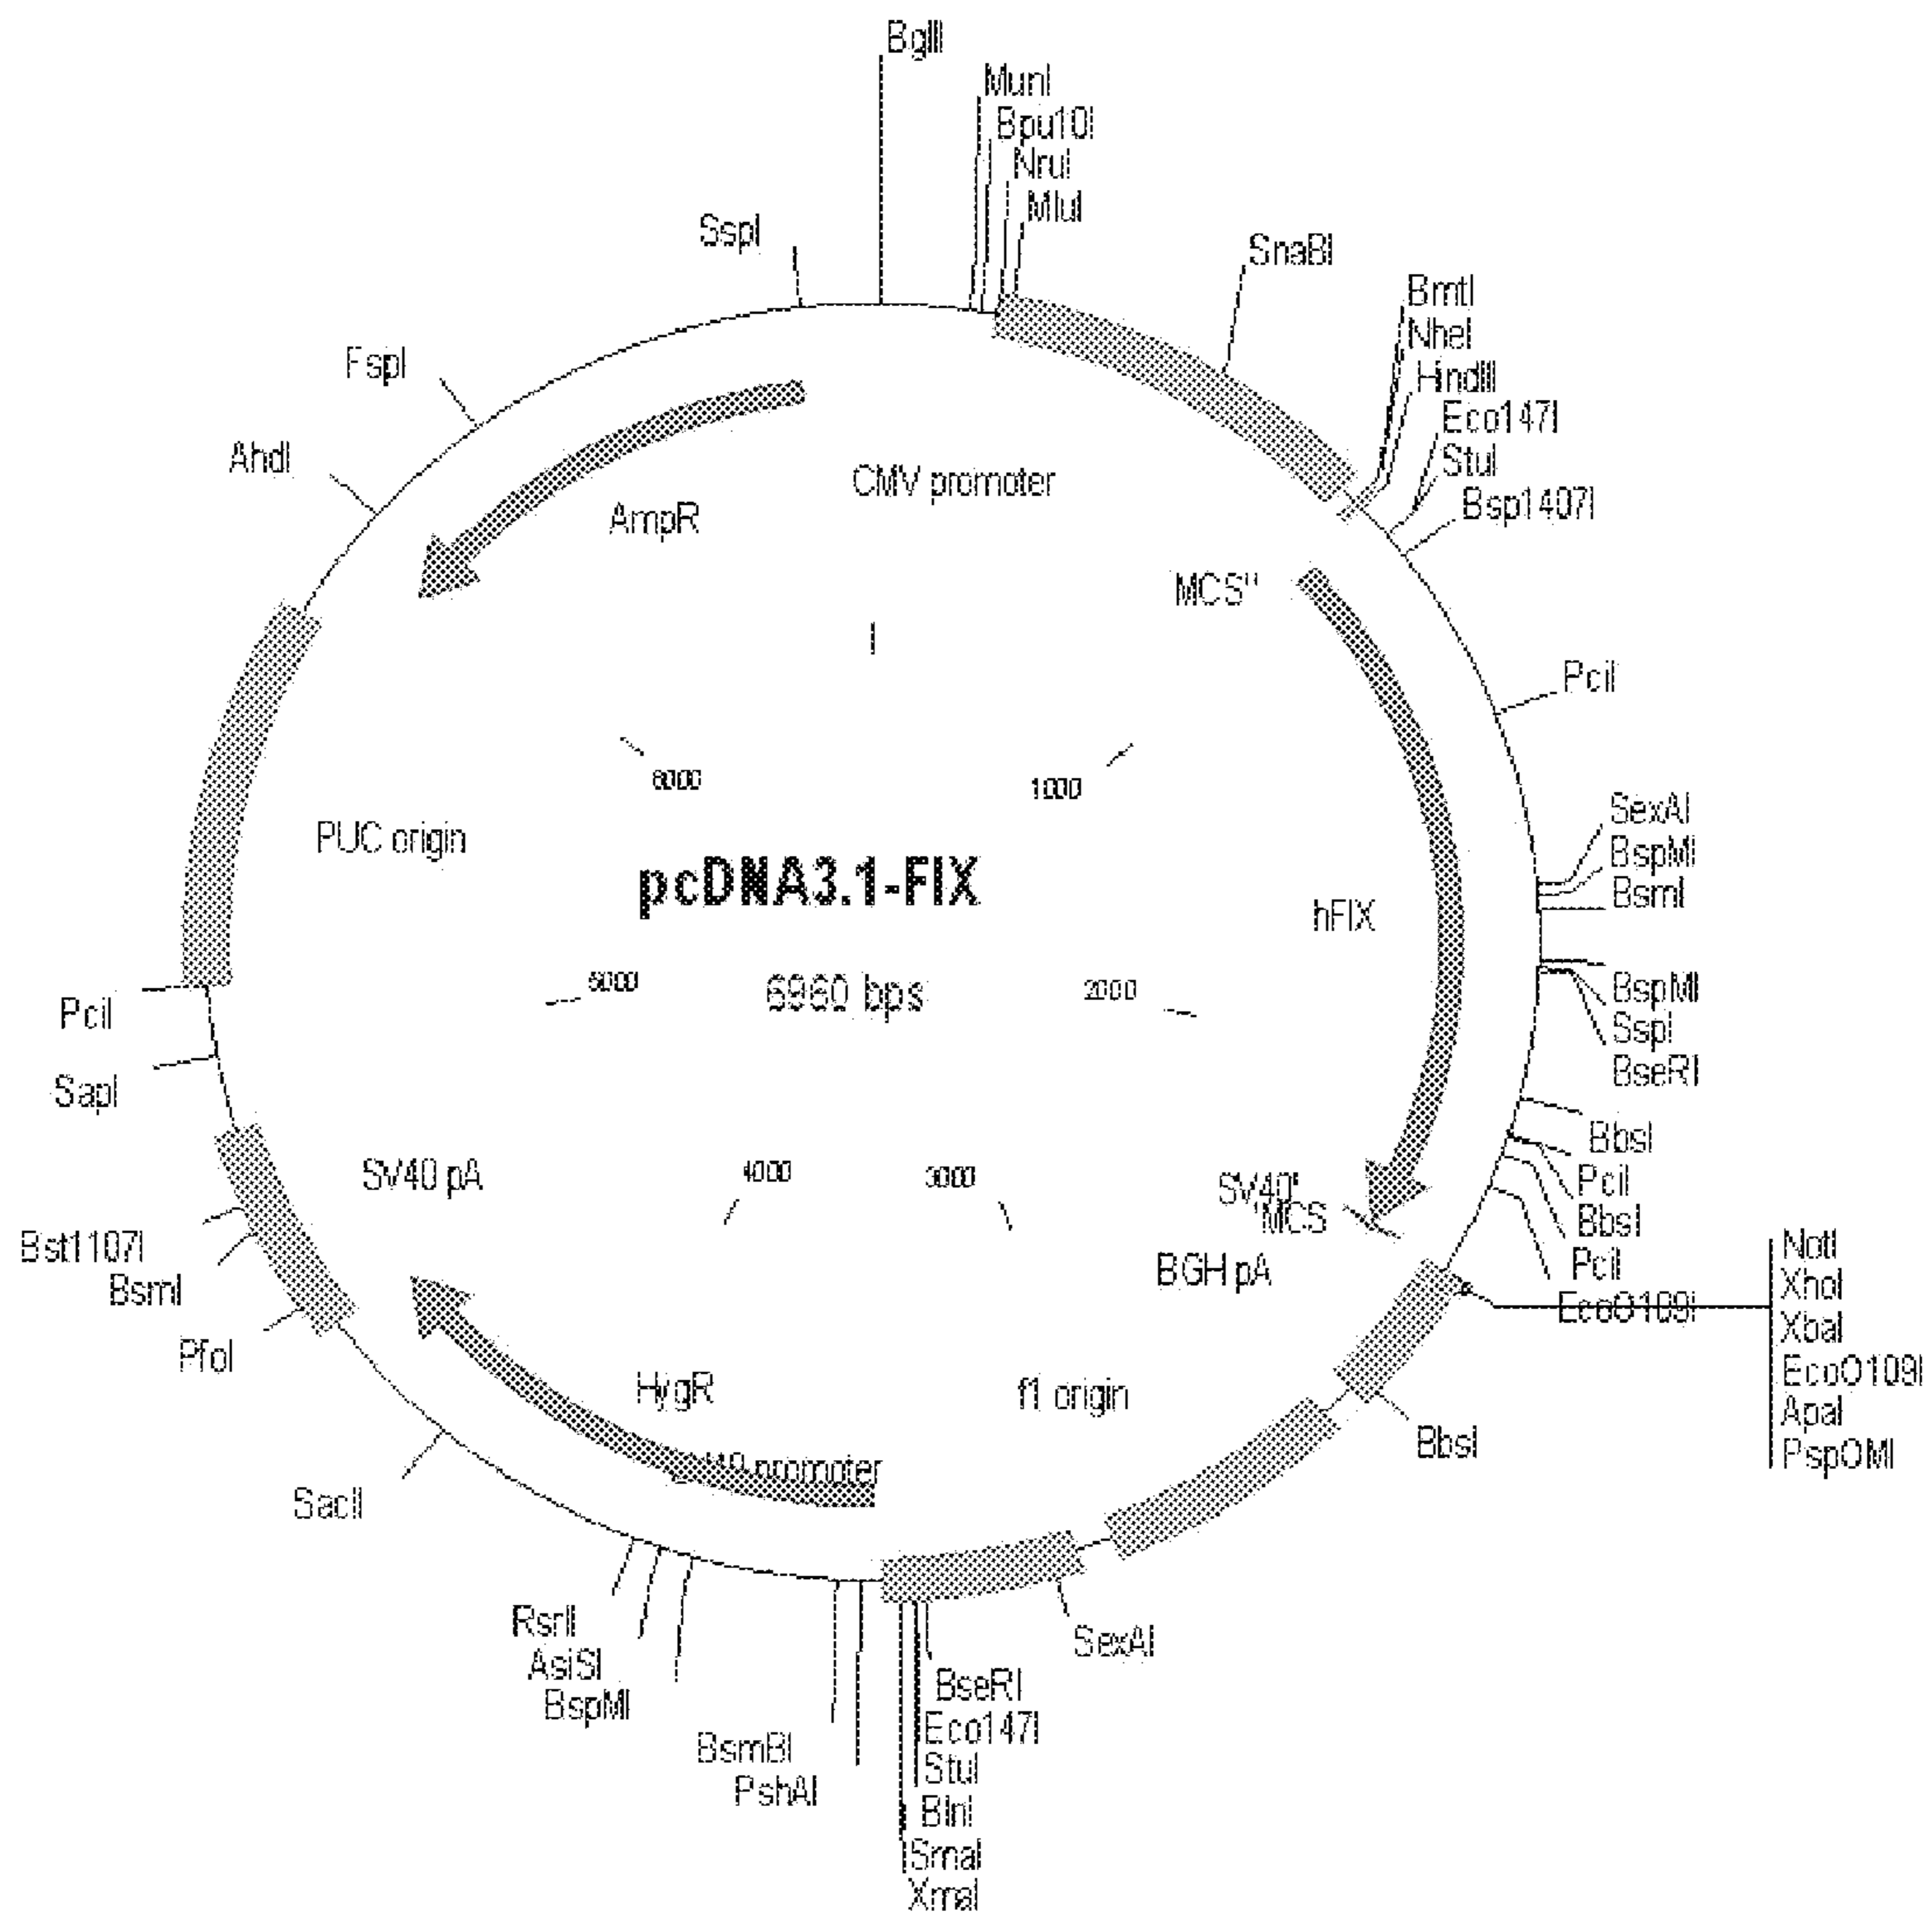 BglII
MunI
Bpu10I
NruI
MluI
SspI
SnaBI
BmtI
NheI
HindIII
Eco147I
StuI
Bsp1407I
FspI
AhdI
AmpR
CMV promoter
MCS"
PciI
6000
1000
SexAI
BspMI
BsmI
PUC origin
pcDNA3.1-FIX
hFIX
5000
6960 bps
2000
BspMI
SspI
BseRI
PciI
SapI
BbsI
PciI
BbsI
PciI
EcoO109I
SV40 pA
4000
3000
SV40'
'MCS
BGH pA
NotI
XhoI
XbaI
EcoO109I
ApaI
PspOMI
Bst1107I
BsmI
PfoI
HygR
f1 origin
BbsI
promoter
SacII
RsrII
AsiSI
BspMI
BsmBI
PshAI
SexAI
BseRI
Eco147I
StuI
BlnI
SmaI
XmaI